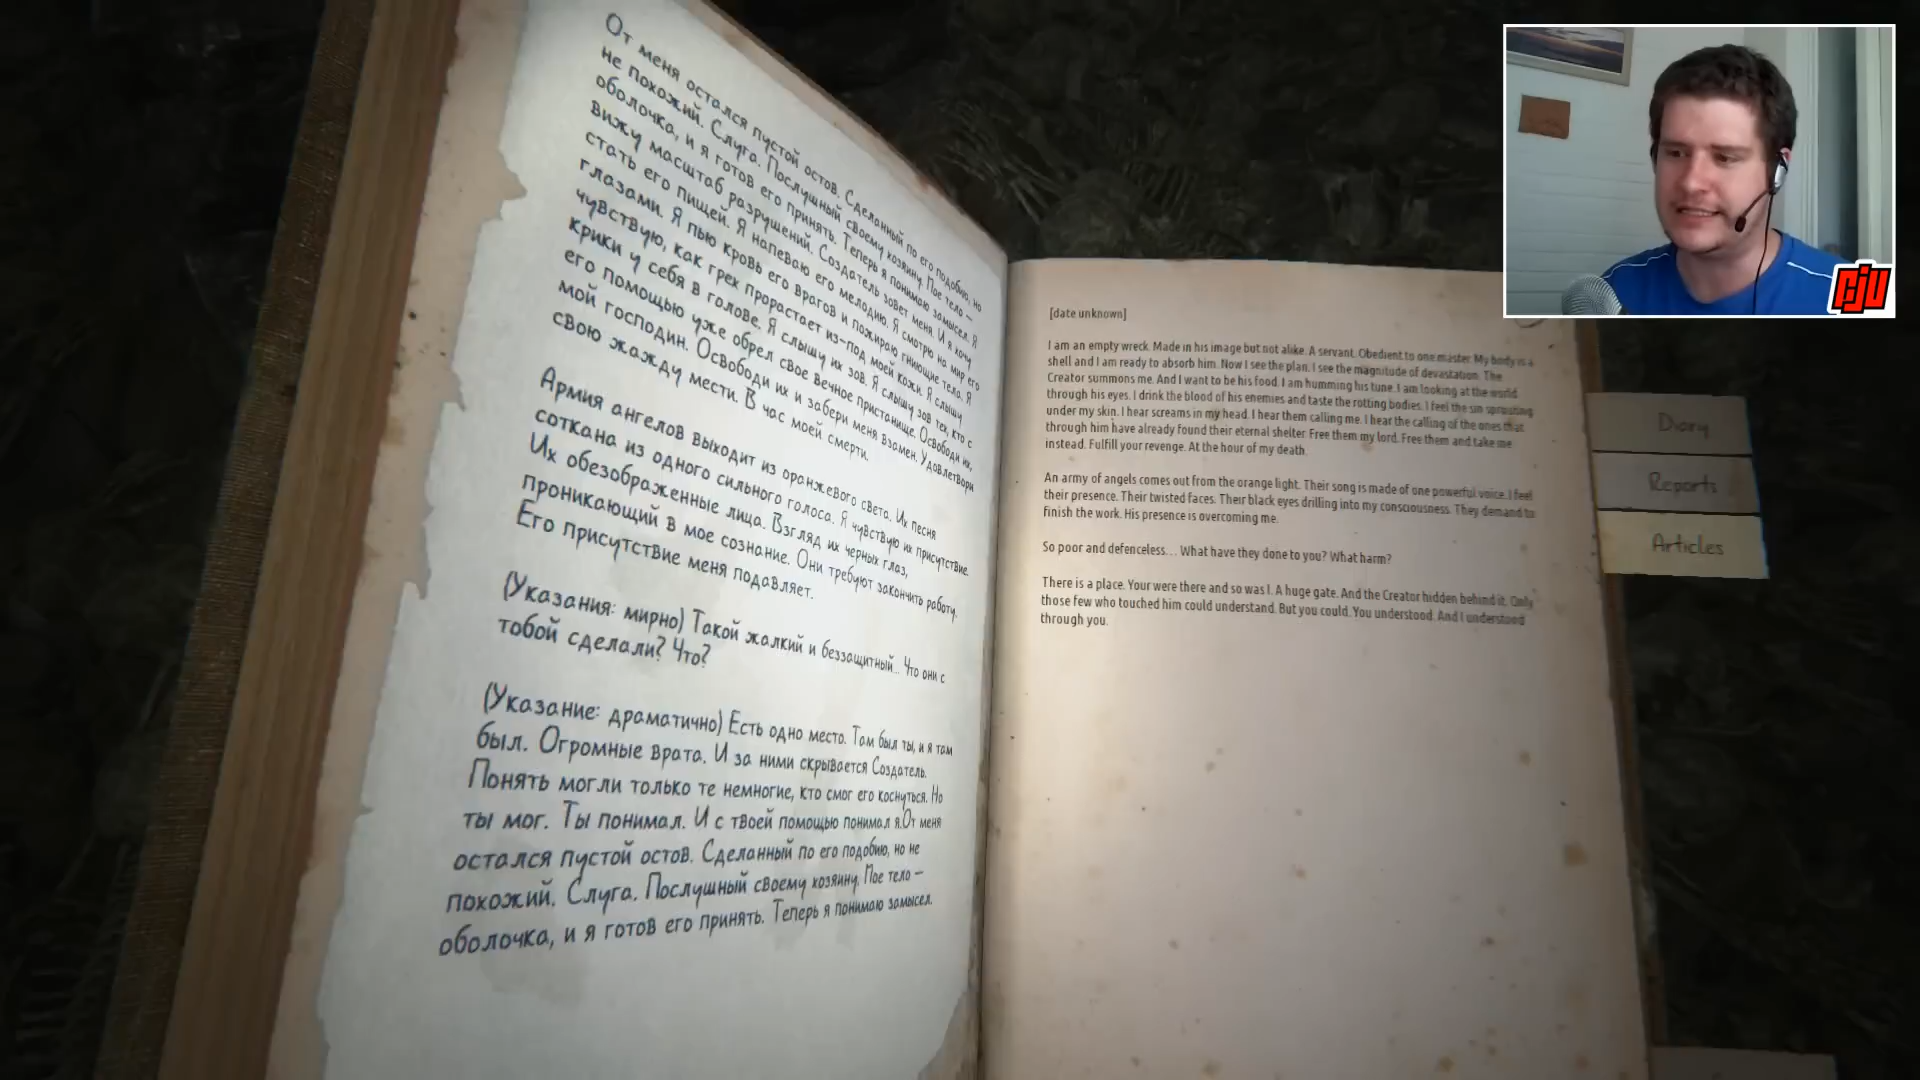 От меня остался пустой остов. Сделанный по его подобию, но
не похожий. Слуга. Послушный своему хозяину. Пое тело –
оболочка, и я готов его принять. Теперь я понимаю замысел. Я
вижу масштаб разрушений. Создатель зовет меня. И я хочу
стать его пищей. Я напеваю его мелодию. Я смотрю на мир его
глазами. Я пью кровь его врагов и пожираю гниющие тела. Я
чувствую, как грех прорастает из-под моей кожи. Я слышу
крики у себя в голове. Я слышу их зов. Я слышу зов тех, кто с
его помощью уже обрел свое вечное пристанище. Освободи их,
мой господин. Освободи их и забери меня взамен. Удовлетвори
свою жажду мести. В час моей смерти.
Армия ангелов выходит из оранжевого света. Их песня
соткана из одного сильного голоса. Я чувствую их присутствие.
Их обезображенные лица. Взгляд их черных глаз,
проникающий в мое сознание. Они требуют закончить работу.
Его присутствие меня подавляет.
(Указания: мирно) Такой жалкий и беззащитный... Что они с
тобой сделали? Что?
(Указание: драматично) Есть одно место. Там был ты, и я там
был. Огромные врата. И за ними скрывается Создатель.
Понять могли только те немногие, кто смог его коснуться. Но
ты мог. Ты понимал. И с твоей помощью понимал я.От меня
остался пустой остов. Сделанный по его подобию, но не
похожий. Слуга. Послушный своему хозяину. Пое тело –
оболочка, и я готов его принять. Теперь я понимаю замысел.
[date unknown]
I am an empty wreck. Made in his image but not alike. A servant. Obedient to one master. My body is a
shell and I am ready to absorb him. Now I see the plan. I see the magnitude of devastation. The
Creator summons me. And I want to be his food. I am humming his tune. I am looking at the world
through his eyes. I drink the blood of his enemies and taste the rotting bodies. I feel the sin sprouting
under my skin. I hear screams in my head. I hear them calling me. I hear the calling of the ones that
through him have already found their eternal shelter. Free them my lord. Free them and take me
instead. Fulfill your revenge. At the hour of my death.
An army of angels comes out from the orange light. Their song is made of one powerful voice. I feel
their presence. Their twisted faces. Their black eyes drilling into my consciousness. They demand to
finish the work. His presence is overcoming me.
So poor and defenceless... What have they done to you? What harm?
There is a place. Your were there and so was I. A huge gate. And the Creator hidden behind it. Only
those few who touched him could understand. But you could. You understood. And I understood
through you.
Diary
Reports
Articles
CJU